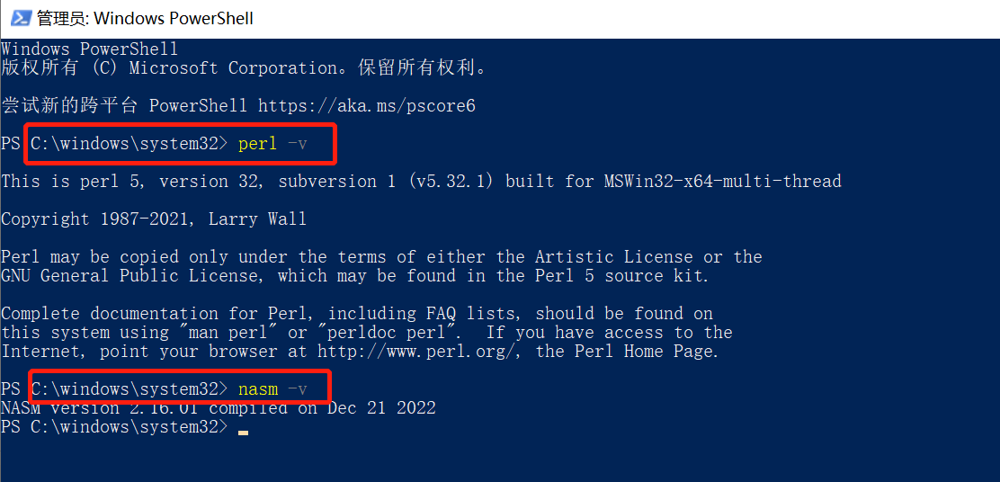 管理员: Windows PowerShell
Windows PowerShell
版权所有 (C) Microsoft Corporation。保留所有权利。
尝试新的跨平台 PowerShell https://aka.ms/pscore6
PS C:\windows\system32> perl -v
This is perl 5, version 32, subversion 1 (v5.32.1) built for MSWin32-x64-multi-thread
Copyright 1987-2021, Larry Wall
Perl may be copied only under the terms of either the Artistic License or the
GNU General Public License, which may be found in the Perl 5 source kit.
Complete documentation for Perl, including FAQ lists, should be found on
this system using "man perl" or "perldoc perl".  If you have access to the
Internet, point your browser at http://www.perl.org/, the Perl Home Page.
PS C:\windows\system32> nasm -v
NASM version 2.16.01 compiled on Dec 21 2022
PS C:\windows\system32>